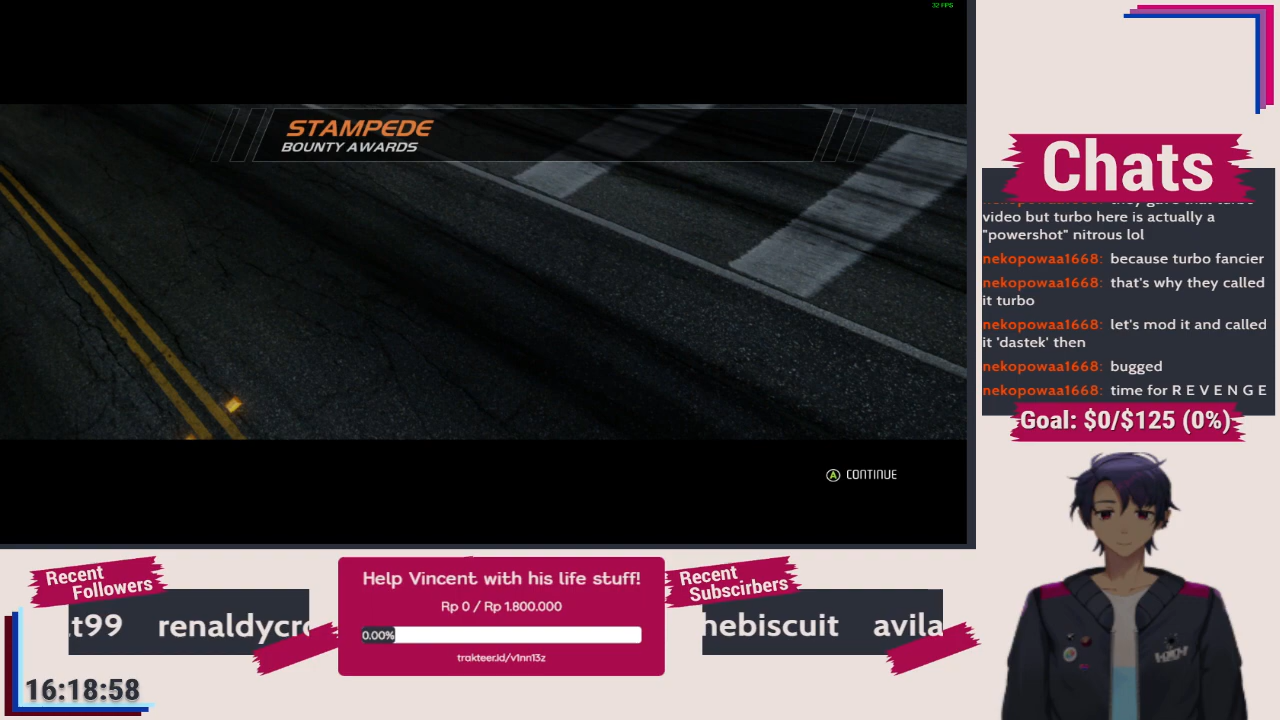 32 FPS
STAMPEDE
BOUNTY AWARDS
A CONTINUE
Chats
video but turbo here is actually a
"powershot" nitrous lol
nekopowaa1668: because turbo fancier
nekopowaa1668: that's why they called
it turbo
nekopowaa1668: let's mod it and called
it 'dastek' then
nekopowaa1668: bugged
nekopowaa1668: time for R E V E N G E
Goal: $0/$125 (0%)
Recent
Followers
t99 renaldycr
Help Vincent with his life stuff!
Rp 0 / Rp 1.800.000
0.00%
trakteer.id/v1nn13z
Recent
Subscirbers
hebiscuit avila
16:18:58